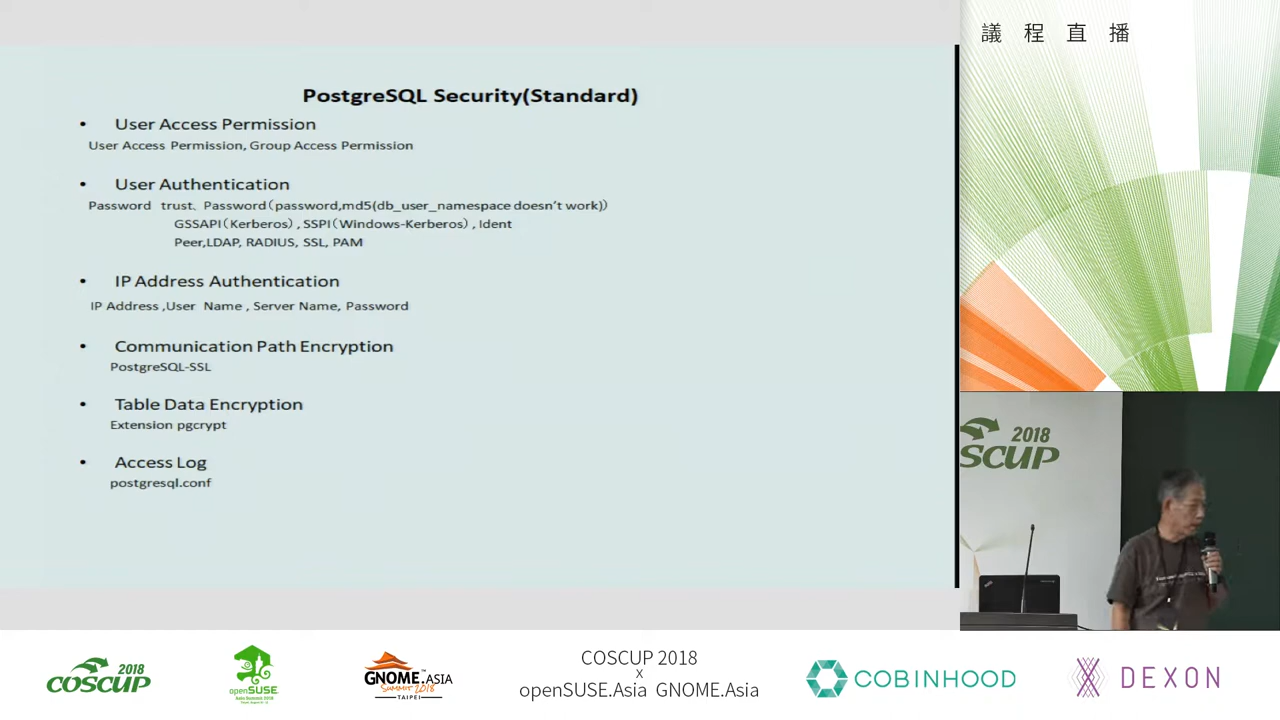 PostgreSQL Security(Standard)
• User Access Permission
User Access Permission, Group Access Permission
• User Authentication
Password trust、Password（password,md5(db_user_namespace doesn't work)）
GSSAPI（Kerberos）, SSPI（Windows-Kerberos）, Ident
Peer,LDAP, RADIUS, SSL, PAM
• IP Address Authentication
IP Address ,User Name , Server Name, Password
• Communication Path Encryption
PostgreSQL-SSL
• Table Data Encryption
Extension pgcrypt
• Access Log
postgresql.conf
議程直播
2018
SCUP
2018
COSCUP
openSUSE
GNOME.ASIA
Summit 2018
TAIPEI
COSCUP 2018
x
openSUSE.Asia GNOME.Asia
COBINHOOD
DEXON